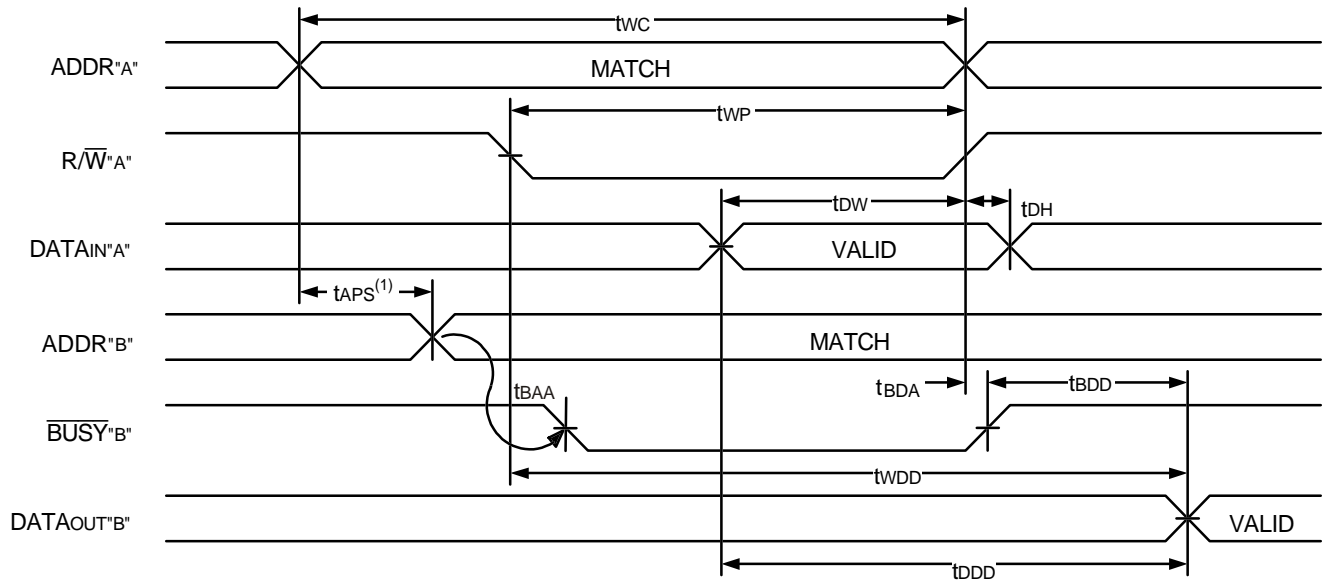 tWC
ADDR"A"
MATCH
tWP
R/W̅"A"
tDW
tDH
DATAIN"A"
VALID
tAPS(1)
ADDR"B"
MATCH
tBAA
tBDA
tBDD
B̅U̅S̅Y̅"B"
tWDD
DATAOUT"B"
VALID
tDDD